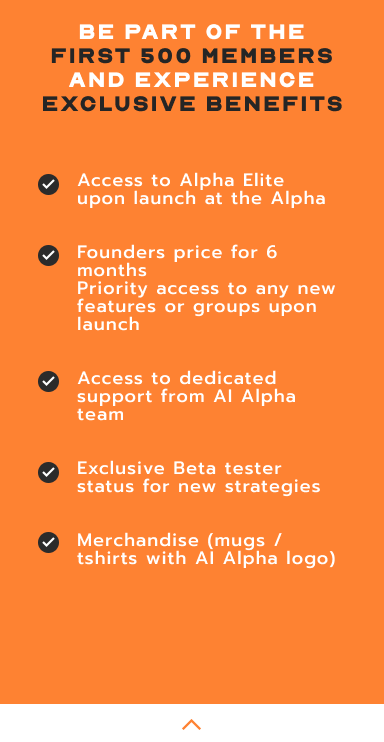 BE PART OF THE
FIRST 500 MEMBERS
AND EXPERIENCE
EXCLUSIVE BENEFITS
Access to Alpha Elite
upon launch at the Alpha
Founders price for 6
months
Priority access to any new
features or groups upon
launch
Access to dedicated
support from AI Alpha
team
Exclusive Beta tester
status for new strategies
Merchandise (mugs /
tshirts with AI Alpha logo)